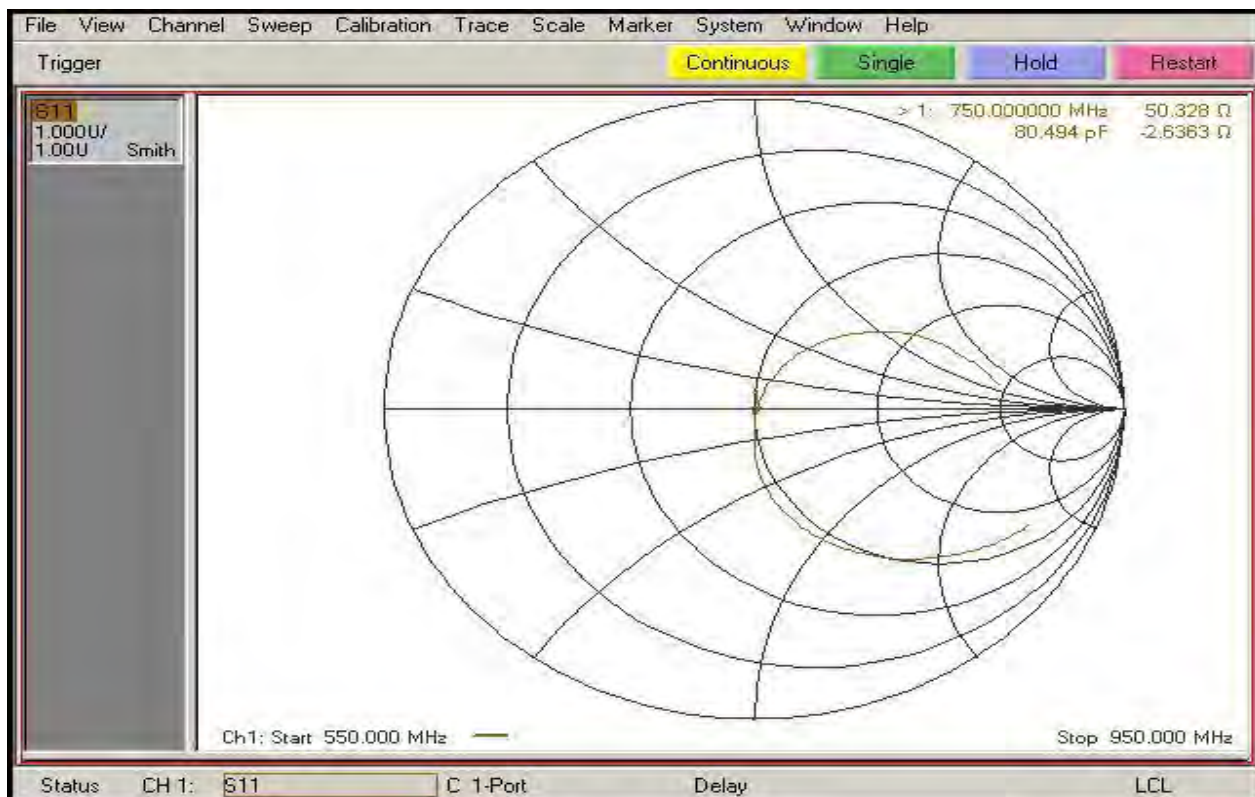 File View Channel Sweep Calibration Trace Scale Marker System Window Help
Trigger Continuous Single Hold Restart
S11
1.000U/
1.00U Smith
> 1: 750.000000 MHz 50.328 Ω
80.494 pF -2.6363 Ω
Ch1: Start 550.000 MHz Stop 950.000 MHz
Status CH 1: S11 C 1-Port Delay LCL